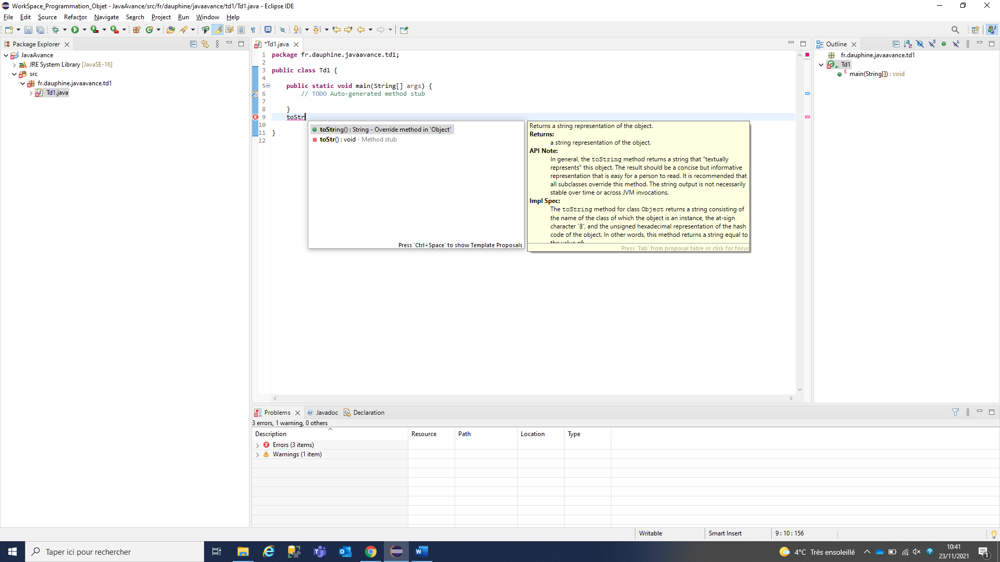 WorkSpace_Programmation_Objet - JavaAvance/src/fr/dauphine/javaavance/td1/Td1.java - Eclipse IDE
File Edit Source Refactor Navigate Search Project Run Window Help
Package Explorer
JavaAvance
JRE System Library [JavaSE-16]
src
fr.dauphine.javaavance.td1
Td1.java
*Td1.java
1 package fr.dauphine.javaavance.td1;
2
3 public class Td1 {
4
5 public static void main(String[] args) {
6 // TODO Auto-generated method stub
7
8 }
9 toStr
10
11 }
12
toString() : String - Override method in 'Object'
toStr() : void - Method stub
Press 'Ctrl+Space' to show Template Proposals
Returns a string representation of the object.
Returns:
a string representation of the object.
API Note:
In general, the toString method returns a string that "textually
represents" this object. The result should be a concise but informative
representation that is easy for a person to read. It is recommended that
all subclasses override this method. The string output is not necessarily
stable over time or across JVM invocations.
Impl Spec:
The toString method for class Object returns a string consisting of
the name of the class of which the object is an instance, the at-sign
character `@', and the unsigned hexadecimal representation of the hash
code of the object. In other words, this method returns a string equal to
the value of:
Press 'Tab' from proposal table or click for focus
Outline
fr.dauphine.javaavance.td1
Td1
main(String[]) : void
Problems @ Javadoc Declaration
3 errors, 1 warning, 0 others
Description Resource Path Location Type
Errors (3 items)
Warnings (1 item)
Writable Smart Insert 9 : 10 : 156
Taper ici pour rechercher
4°C Très ensoleillé
10:41
23/11/2021
1